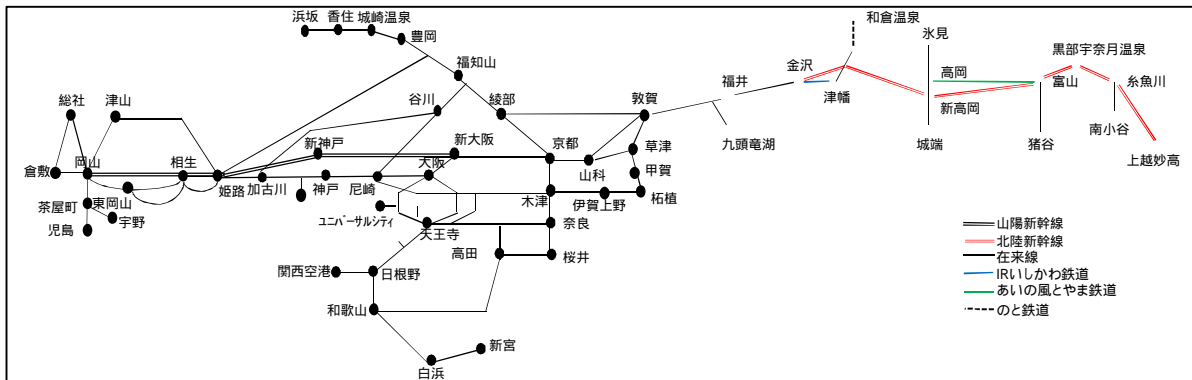 浜坂
香住
城崎温泉
豊岡
和倉温泉
氷見
黒部宇奈月温泉
福知山
金沢
高岡
富山
糸魚川
総社
津山
谷川
綾部
敦賀
福井
津幡
新高岡
南小谷
新神戸
新大阪
京都
草津
九頭竜湖
城端
猪谷
上越妙高
倉敷
岡山
相生
大阪
山科
甲賀
姫路
加古川
神戸
尼崎
木津
伊賀上野
柘植
茶屋町
東岡山
宇野
児島
ユニバーサルシティ
天王寺
奈良
高田
桜井
関西空港
日根野
和歌山
新宮
白浜
山陽新幹線
北陸新幹線
在来線
IRいしかわ鉄道
あいの風とやま鉄道
のと鉄道